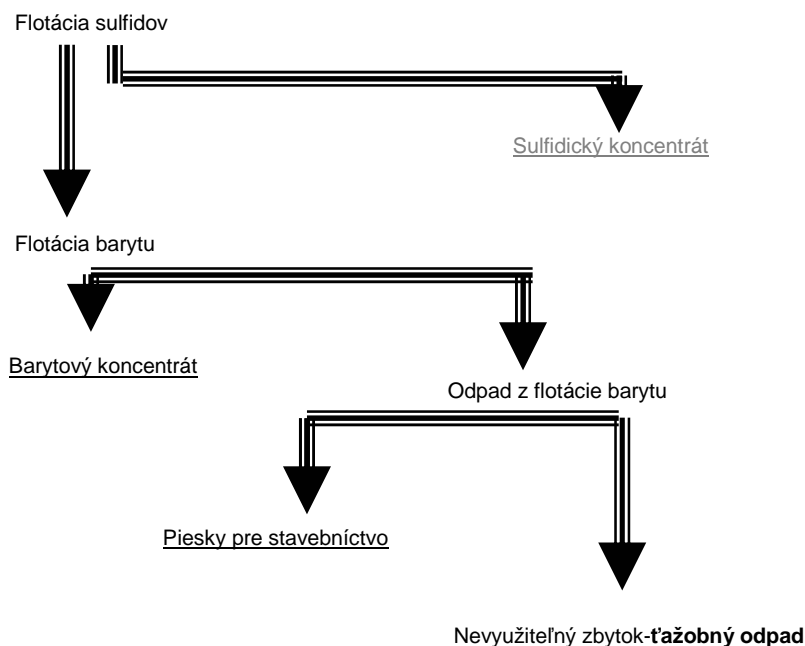 Flotácia sulfidov
Sulfidický koncentrát
Flotácia barytu
Barytový koncentrát
Odpad z flotácie barytu
Piesky pre stavebníctvo
Nevyužiteľný zbytok-ťažobný odpad